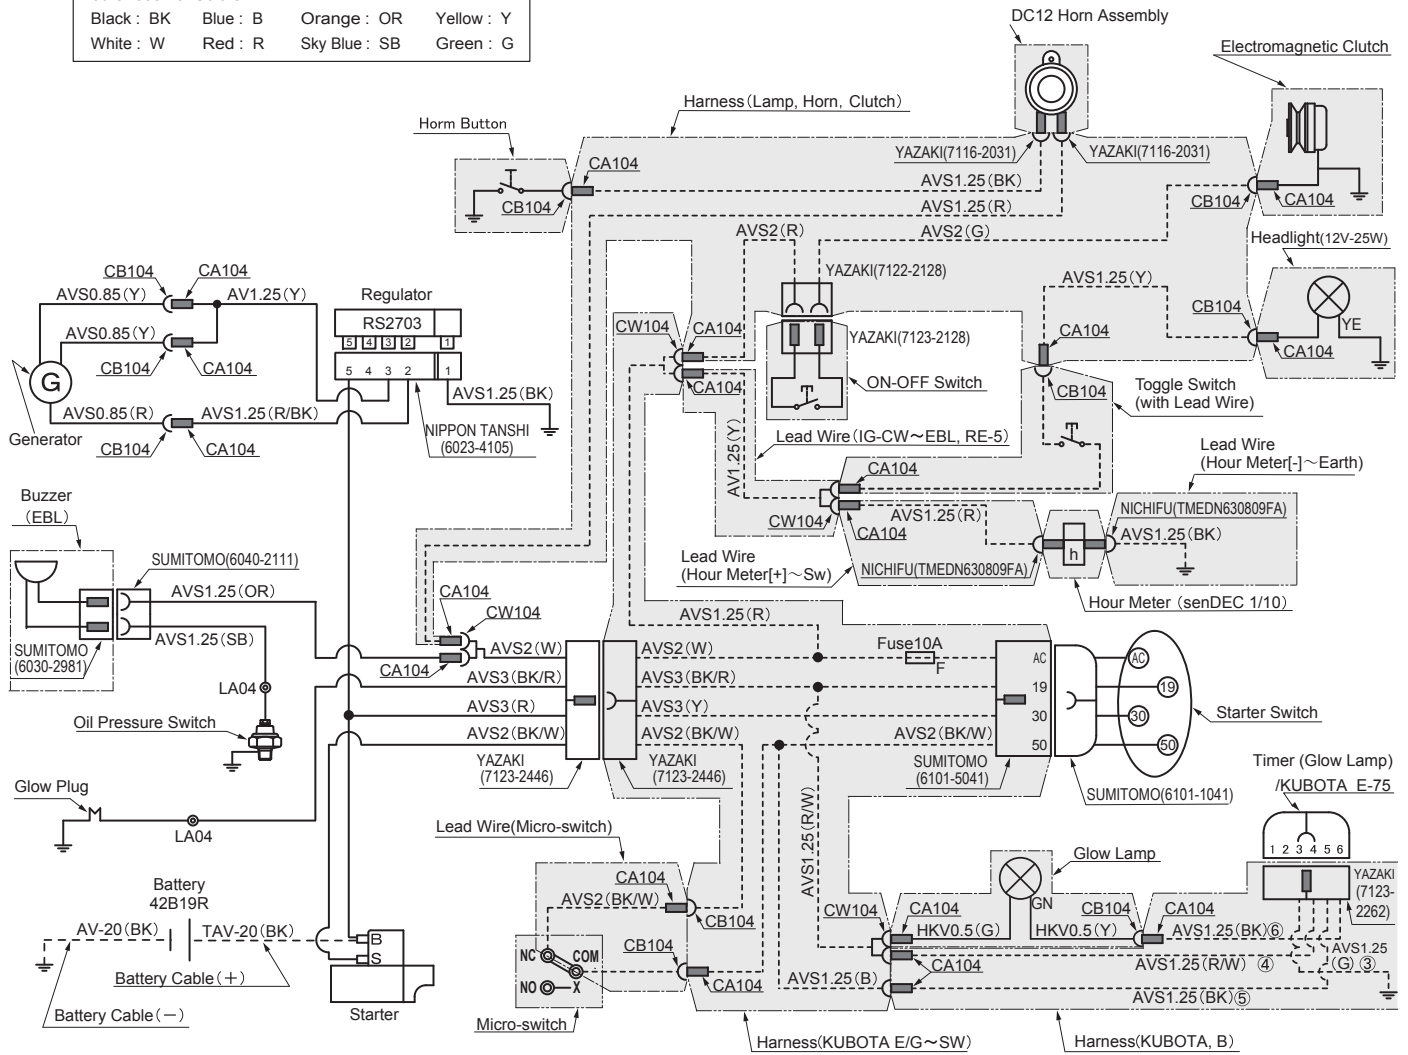 Black : BK Blue : B Orange : OR Yellow : Y
White : W Red : R Sky Blue : SB Green : G
DC12 Horn Assembly
Electromagnetic Clutch
Harness(Lamp, Horn, Clutch)
Horm Button
YAZAKI(7116-2031)
YAZAKI(7116-2031)
CA104
CB104
AVS1.25(BK)
AVS1.25(R)
AVS2(R)
AVS2(G)
CB104
CA104
Headlight(12V-25W)
YAZAKI(7122-2128)
AVS1.25(Y)
CB104
CA104
YE
CB104
CA104
AVS0.85(Y)
AV1.25(Y)
AVS0.85(Y)
CB104
CA104
Regulator
RS2703
5 4 3 2 1
5 4 3 2 1
G
Generator
AVS0.85(R)
AVS1.25(R/BK)
CB104
CA104
AVS1.25(BK)
NIPPON TANSHI
(6023-4105)
CW104
CA104
CA104
YAZAKI(7123-2128)
ON-OFF Switch
CA104
CB104
Toggle Switch
(with Lead Wire)
Lead Wire(IG-CW～EBL, RE-5)
AV1.25(Y)
CA104
CW104
CA104
Lead Wire
(Hour Meter[-]～Earth)
AVS1.25(R)
NICHIFU(TMEDN630809FA)
AVS1.25(BK)
h
Lead Wire
(Hour Meter[+]～Sw)
NICHIFU(TMEDN630809FA)
Hour Meter (senDEC 1/10)
Buzzer
(EBL)
SUMITOMO(6040-2111)
AVS1.25(OR)
AVS1.25(SB)
SUMITOMO
(6030-2981)
LA04
Oil Pressure Switch
CA104
CW104
CA104
AVS2(W)
AVS3(BK/R)
AVS3(R)
AVS2(BK/W)
YAZAKI
(7123-2446)
YAZAKI
(7123-2446)
AVS1.25(R)
AVS2(W)
AVS3(BK/R)
AVS3(Y)
AVS2(BK/W)
Fuse10A
F
AVS2(BK/W)
AC
19
30
50
AC
19
30
50
Starter Switch
SUMITOMO
(6101-5041)
SUMITOMO(6101-1041)
Glow Plug
LA04
AVS1.25(R/W)
Timer (Glow Lamp)
/KUBOTA E-75
1 2 3 4 5 6
YAZAKI
(7123-
2262)
Lead Wire(Micro-switch)
CA104
AVS2(BK/W)
CB104
CB104
CA104
NC
COM
NO
X
Micro-switch
Battery
42B19R
AV-20(BK)
TAV-20(BK)
Battery Cable(+)
Battery Cable(−)
B
S
Starter
Glow Lamp
GN
CW104
CA104
HKV0.5(G)
HKV0.5(Y)
CB104
CA104
AVS1.25(BK)⑥
CA104
AVS1.25(R/W) ④
AVS1.25
(G) ③
AVS1.25(B)
AVS1.25(BK)⑤
Harness(KUBOTA E/G～SW)
Harness(KUBOTA, B)